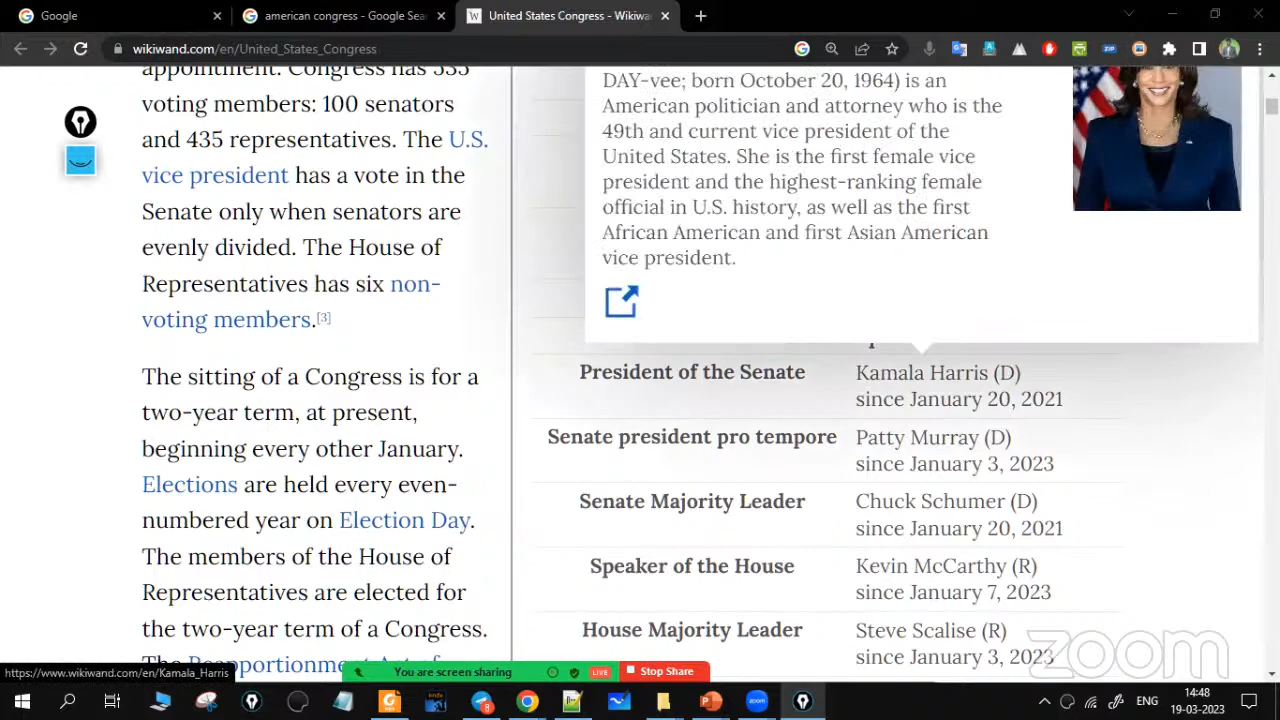 Google
american congress - Google Sea
United States Congress - Wikiwa
wikiwand.com/en/United_States_Congress
appointment. Congress has 535
voting members: 100 senators
and 435 representatives. The U.S.
vice president has a vote in the
Senate only when senators are
evenly divided. The House of
Representatives has six non-
voting members.[3]
The sitting of a Congress is for a
two-year term, at present,
beginning every other January.
Elections are held every even-
numbered year on Election Day.
The members of the House of
Representatives are elected for
the two-year term of a Congress.
The Reapportionment Act of
DAY-vee; born October 20, 1964) is an
American politician and attorney who is the
49th and current vice president of the
United States. She is the first female vice
president and the highest-ranking female
official in U.S. history, as well as the first
African American and first Asian American
vice president.
President of the Senate
Kamala Harris (D)
since January 20, 2021
Senate president pro tempore
Patty Murray (D)
since January 3, 2023
Senate Majority Leader
Chuck Schumer (D)
since January 20, 2021
Speaker of the House
Kevin McCarthy (R)
since January 7, 2023
House Majority Leader
Steve Scalise (R)
since January 3, 2023
zoom
https://www.wikiwand.com/en/Kamala_Harris
You are screen sharing
LIVE
Stop Share
ENG
14:48
19-03-2023